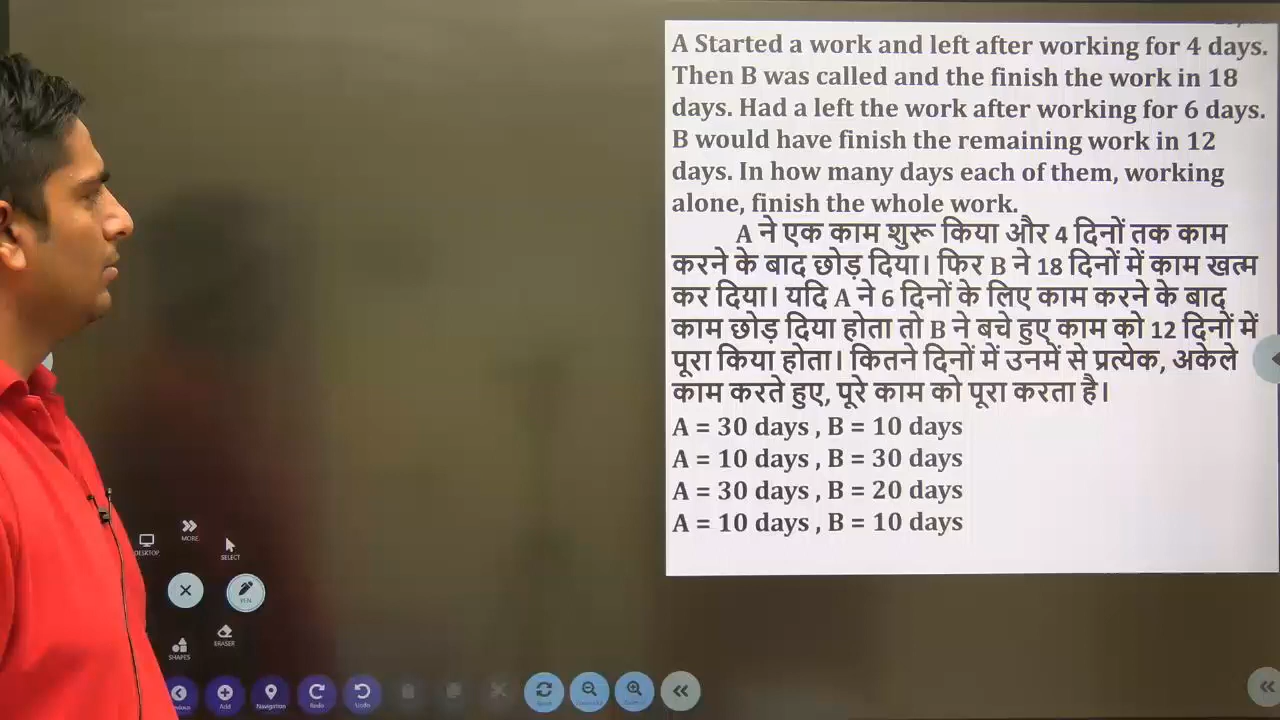 A Started a work and left after working for 4 days.
Then B was called and the finish the work in 18
days. Had a left the work after working for 6 days.
B would have finish the remaining work in 12
days. In how many days each of them, working
alone, finish the whole work.
A ने एक काम शुरू किया और 4 दिनों तक काम
करने के बाद छोड़ दिया। फिर B ने 18 दिनों में काम खत्म
कर दिया। यदि A ने 6 दिनों के लिए काम करने के बाद
काम छोड़ दिया होता तो B ने बचे हुए काम को 12 दिनों में
पूरा किया होता। कितने दिनों में उनमें से प्रत्येक, अकेले
काम करते हुए, पूरे काम को पूरा करता है।
A = 30 days , B = 10 days
A = 10 days , B = 30 days
A = 30 days , B = 20 days
A = 10 days , B = 10 days
MORE
DESKTOP
SELECT
PEN
ERASER
SHAPES
Add
Navigation
Redo
Undo